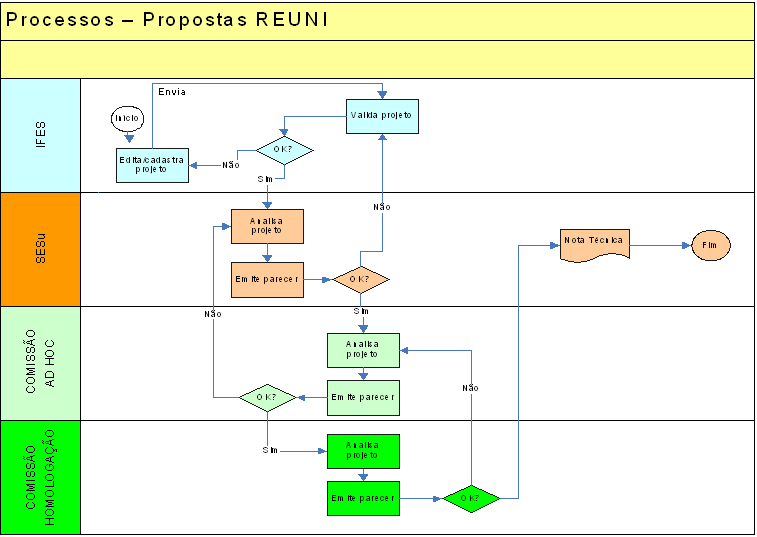 Processos – Propostas REUNI
IFES
Início
Envia
Valida projeto
OK?
Não
Edita/cadastra
projeto
Sim
SESu
Analisa
projeto
Não
Nota Técnica
Fim
Emite parecer
OK?
Sim
COMISSÃO
AD HOC
Não
Analisa
projeto
Não
OK?
Emite parecer
COMISSÃO
HOMOLOGAÇÃO
Sim
Analisa
projeto
Emite parecer
OK?